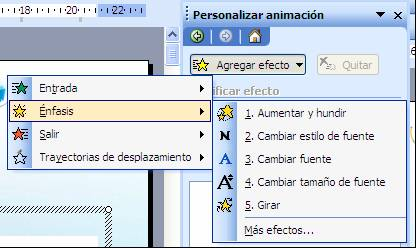 18 20 22
Personalizar animación
Agregar efecto
Quitar
ificar efecto
Entrada
Énfasis
Salir
Trayectorias de desplazamiento
1. Aumentar y hundir
2. Cambiar estilo de fuente
3. Cambiar fuente
4. Cambiar tamaño de fuente
5. Girar
Más efectos...